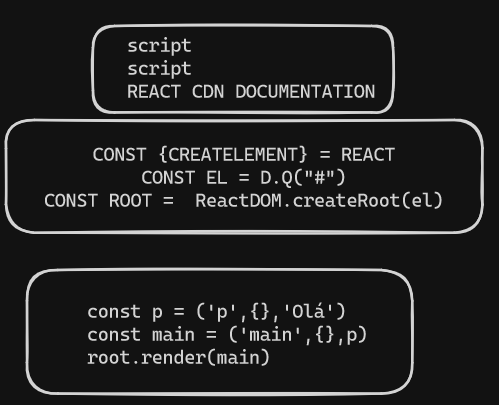 script
script
REACT CDN DOCUMENTATION
CONST {CREATELEMENT} = REACT
CONST EL = D.Q("#")
CONST ROOT =  ReactDOM.createRoot(el)
const p = ('p',{},'Olá')
const main = ('main',{},p)
root.render(main)